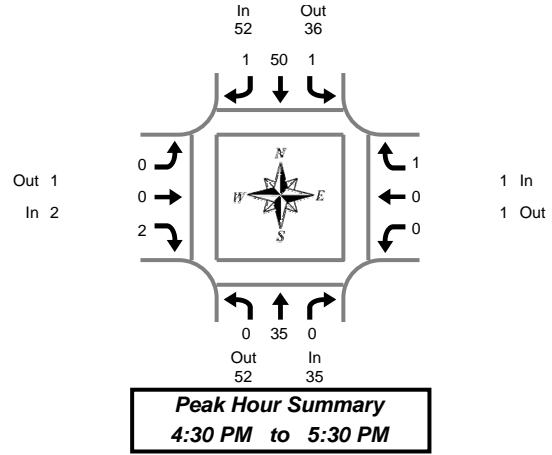 In Out
52 36
1 50 1
0
0
2
Out 1
In 2
N
W E
S
1
0
0
1 In
1 Out
0 35 0
Out In
52 35
Peak Hour Summary
4:30 PM to 5:30 PM